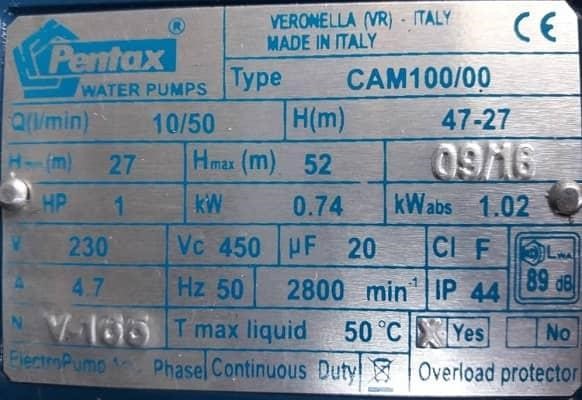 Pentax ®
WATER PUMPS
VERONELLA (VR) - ITALY
MADE IN ITALY
CE
Type CAM100/00
Q(l/min) 10/50 H(m) 47-27
H (m) 27 Hmax (m) 52 09/16
HP 1 kW 0.74 kWabs 1.02
V 230 Vc 450 µF 20 Cl F LWA
A 4.7 Hz 50 2800 min-1 IP 44 89 dB
N V-165 T max liquid 50 °C X Yes No
ElectroPump Phase Continuous Duty Overload protector